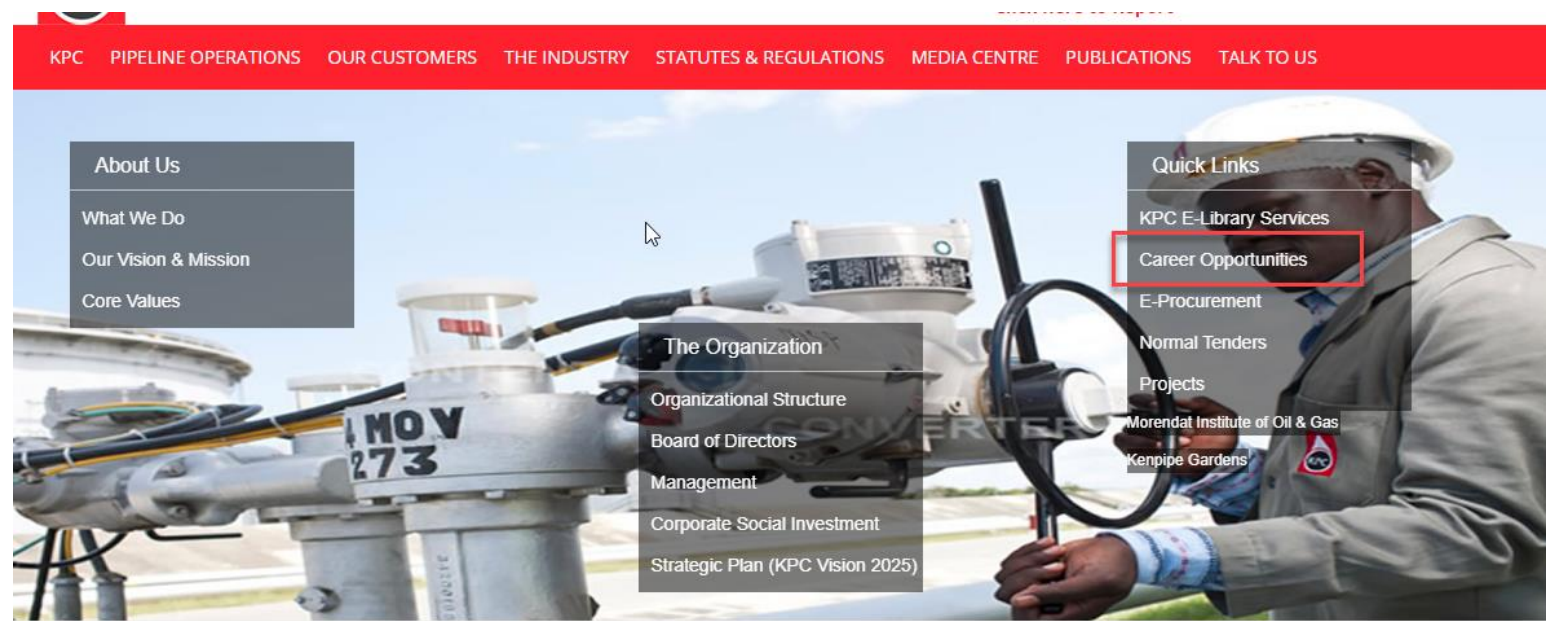 KPC PIPELINE OPERATIONS OUR CUSTOMERS THE INDUSTRY STATUTES & REGULATIONS MEDIA CENTRE PUBLICATIONS TALK TO US
About Us
What We Do
Our Vision & Mission
Core Values
The Organization
Organizational Structure
Board of Directors
Management
Corporate Social Investment
Strategic Plan (KPC Vision 2025)
Quick Links
KPC E-Library Services
Career Opportunities
E-Procurement
Normal Tenders
Projects
Morendat Institute of Oil & Gas
Kenpipe Gardens
MOV
273
CONVERTER
KPC